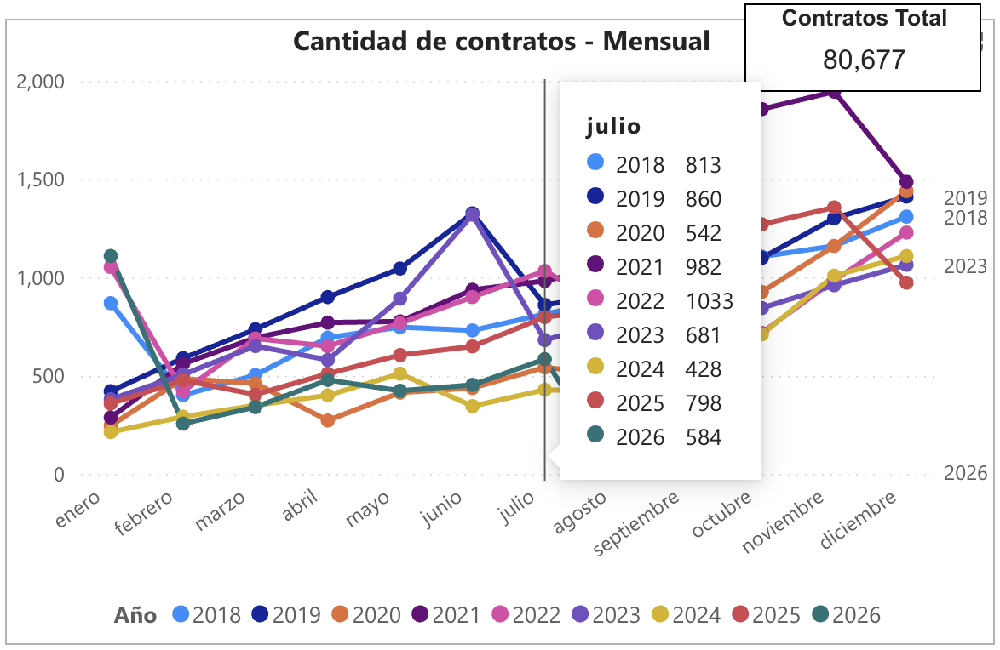 Contratos Total
80,677
Cantidad de contratos - Mensual
2,000
1,500
1,000
500
0
julio
2018 813
2019 860
2020 542
2021 982
2022 1033
2023 681
2024 428
2025 798
2026 584
2019
2018
2023
2026
enero
febrero
marzo
abril
mayo
junio
julio
agosto
septiembre
octubre
noviembre
diciembre
Año 2018 2019 2020 2021 2022 2023 2024 2025 2026